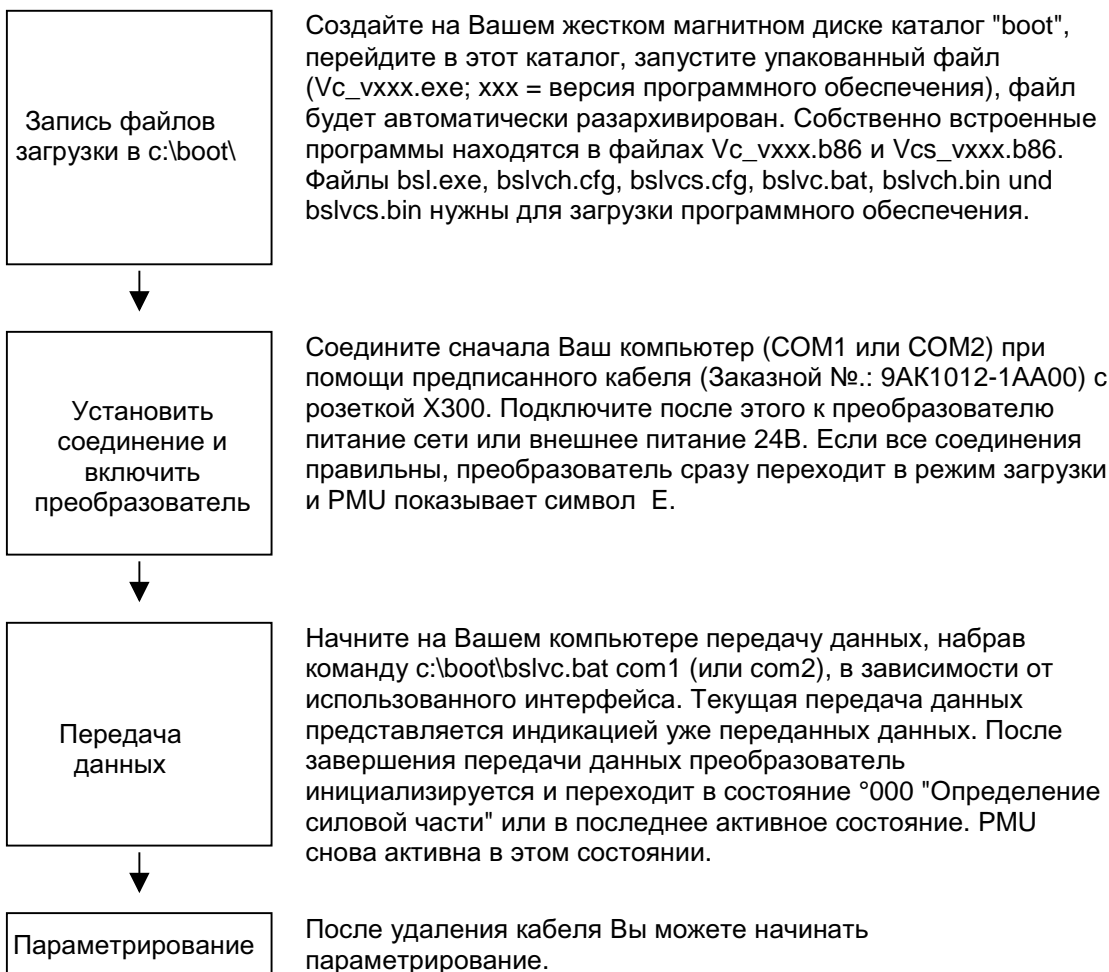 Запись файлов
загрузки в c:\boot\
Создайте на Вашем жестком магнитном диске каталог "boot",
перейдите в этот каталог, запустите упакованный файл
(Vc_vxxx.exe; xxx = версия программного обеспечения), файл
будет автоматически разархивирован. Собственно встроенные
программы находятся в файлах Vc_vxxx.b86 и Vcs_vxxx.b86.
Файлы bsl.exe, bslvch.cfg, bslvcs.cfg, bslvc.bat, bslvch.bin und
bslvcs.bin нужны для загрузки программного обеспечения.
Установить
соединение и
включить
преобразователь
Соедините сначала Ваш компьютер (COM1 или COM2) при
помощи предписанного кабеля (Заказной №.: 9АК1012-1АА00) с
розеткой X300. Подключите после этого к преобразователю
питание сети или внешнее питание 24В. Если все соединения
правильны, преобразователь сразу переходит в режим загрузки
и PMU показывает символ E.
Передача
данных
Начните на Вашем компьютере передачу данных, набрав
команду c:\boot\bslvc.bat com1 (или com2), в зависимости от
использованного интерфейса. Текущая передача данных
представляется индикацией уже переданных данных. После
завершения передачи данных преобразователь
инициализируется и переходит в состояние °000 "Определение
силовой части" или в последнее активное состояние. PMU
снова активна в этом состоянии.
Параметрирование
После удаления кабеля Вы можете начинать
параметрирование.